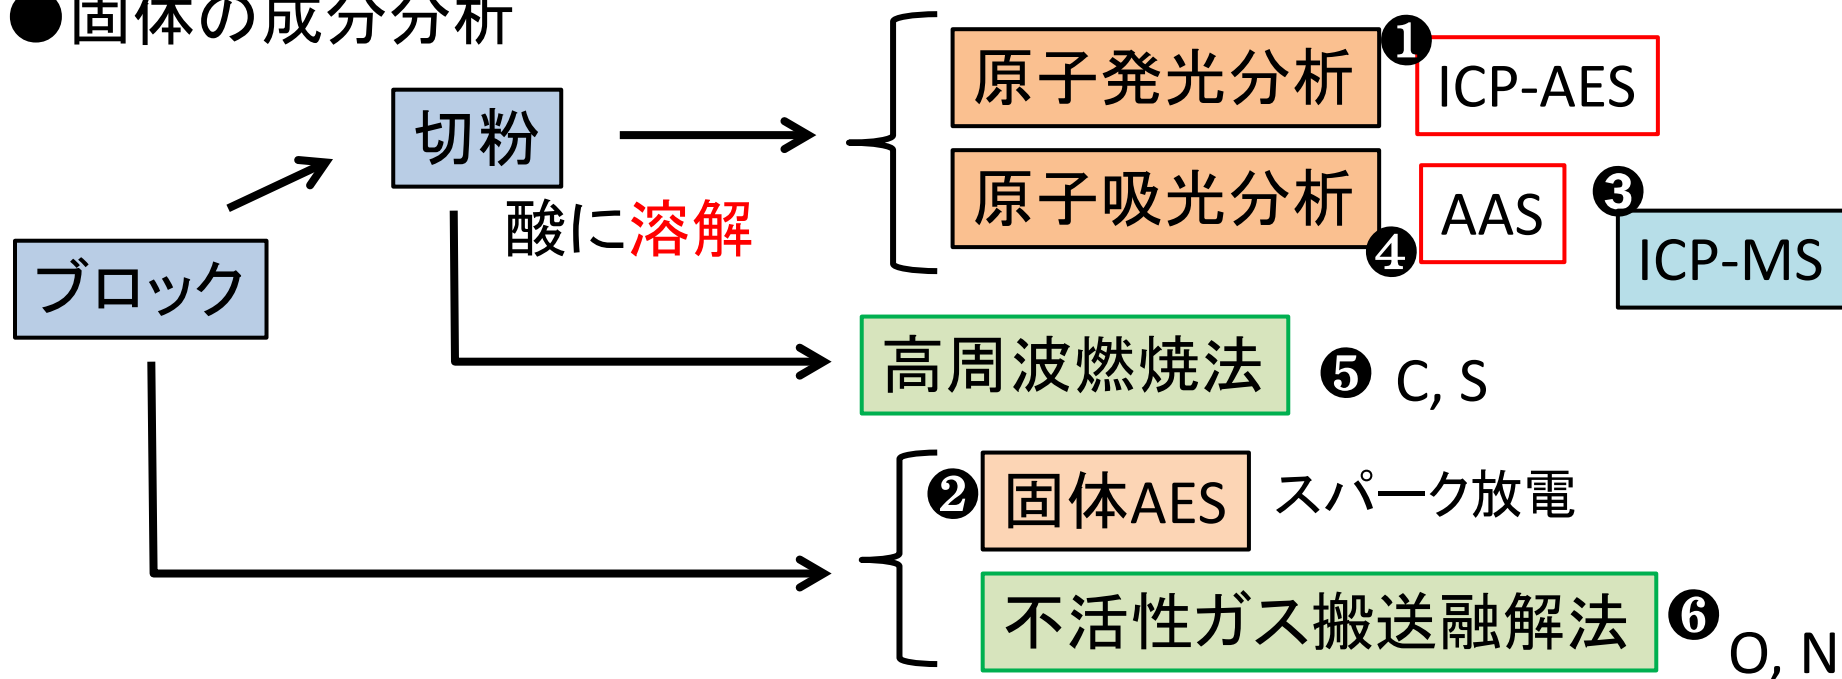 ●固体の成分分析
ブロック
切粉
酸に溶解
原子発光分析 ❶ ICP-AES
原子吸光分析 ❹ AAS
❸ ICP-MS
高周波燃焼法 ❺ C, S
❷ 固体AES スパーク放電
不活性ガス搬送融解法 ❻ O, N